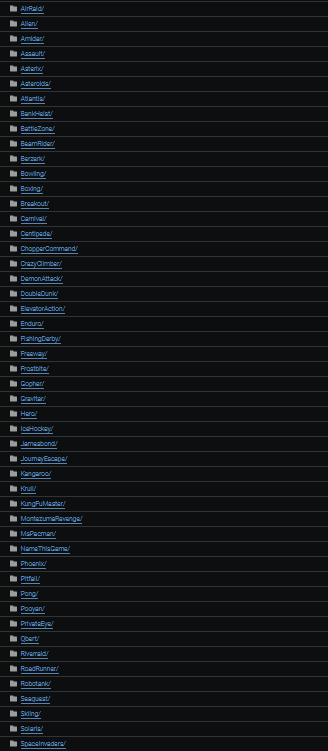 AirRaid/
Alien/
Amidar/
Assault/
Asterix/
Asteroids/
Atlantis/
BankHeist/
BattleZone/
BeamRider/
Berzerk/
Bowling/
Boxing/
Breakout/
Carnival/
Centipede/
ChopperCommand/
CrazyClimber/
DemonAttack/
DoubleDunk/
ElevatorAction/
Enduro/
FishingDerby/
Freeway/
Frostbite/
Gopher/
Gravitar/
Hero/
IceHockey/
Jamesbond/
JourneyEscape/
Kangaroo/
Krull/
KungFuMaster/
MontezumaRevenge/
MsPacman/
NameThisGame/
Phoenix/
Pitfall/
Pong/
Pooyan/
PrivateEye/
Qbert/
Riverraid/
RoadRunner/
Robotank/
Seaquest/
Skiing/
Solaris/
SpaceInvaders/